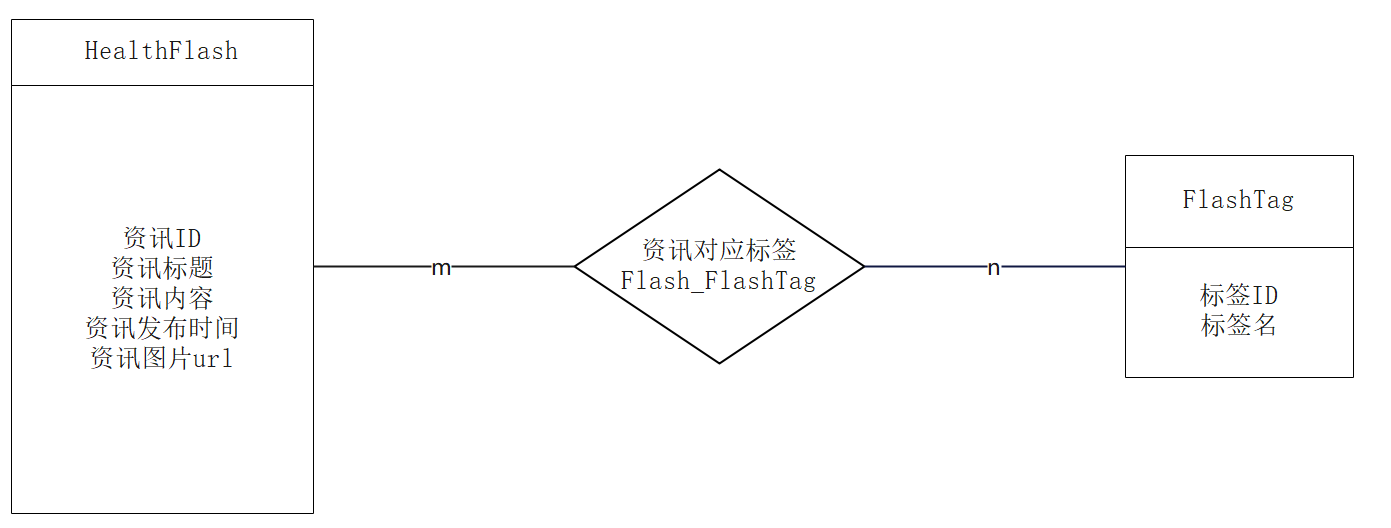 HealthFlash
资讯ID
资讯标题
资讯内容
资讯发布时间
资讯图片url
m
资讯对应标签
Flash_FlashTag
n
FlashTag
标签ID
标签名